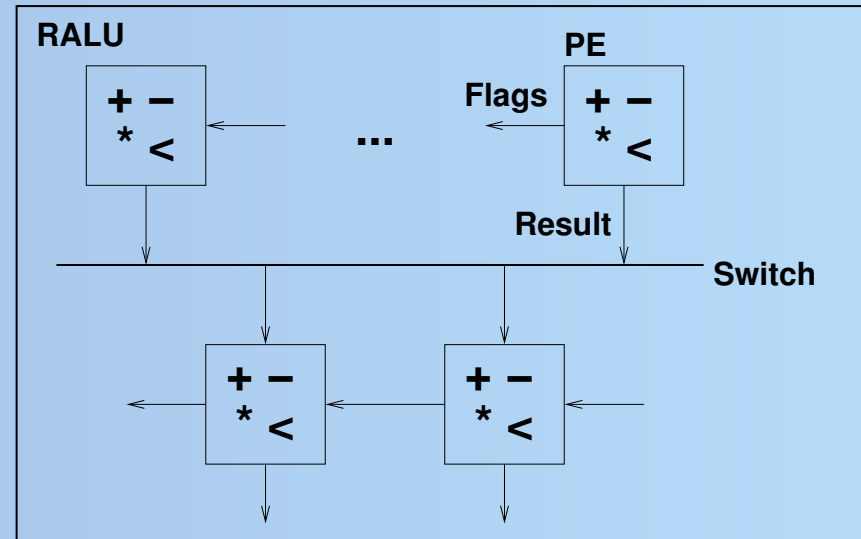 RALU
PE
+ −
* <
Flags
...
+ −
* <
Result
Switch
+ −
* <
+ −
* <